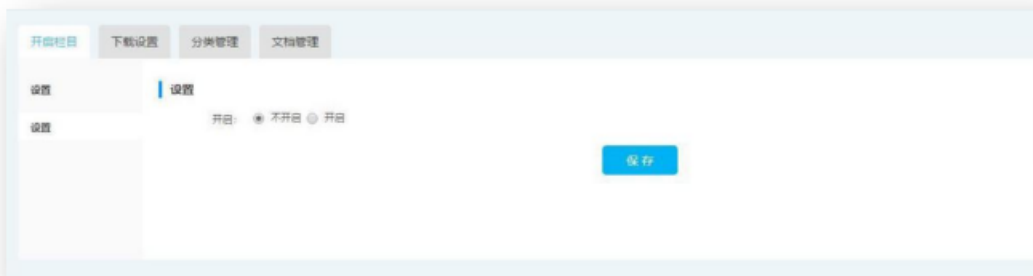 开启栏目 下载设置 分类管理 文档管理
设置
设置
设置
开启: 不开启 开启
保存